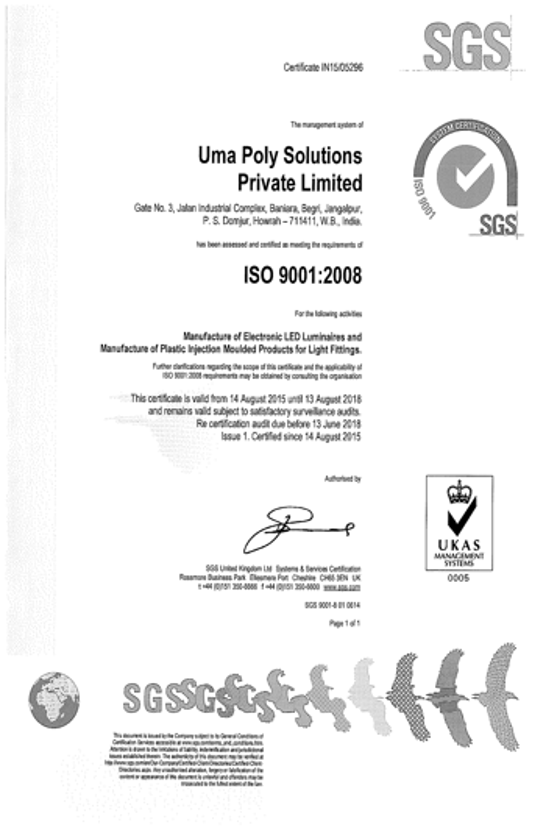 SGS
Certificate IN15/05296
The management system of
Uma Poly Solutions
Private Limited
Gate No. 3, Jalan Industrial Complex, Baniara, Begri, Jangalpur,
P. S. Domjur, Howrah – 711411, W.B., India.
has been assessed and certified as meeting the requirements of
ISO 9001:2008
For the following activities
Manufacture of Electronic LED Luminaires and
Manufacture of Plastic Injection Moulded Products for Light Fittings.
Further clarifications regarding the scope of this certificate and the applicability of
ISO 9001:2008 requirements may be obtained by consulting the organisation
This certificate is valid from 14 August 2015 until 13 August 2018
and remains valid subject to satisfactory surveillance audits.
Re certification audit due before 13 June 2018
Issue 1. Certified since 14 August 2015
Authorised by
SYSTEM CERTIFICATION
ISO 9001
SGS
UKAS
MANAGEMENT
SYSTEMS
0005
SGS United Kingdom Ltd Systems & Services Certification
Rossmore Business Park Ellesmere Port Cheshire CH65 3EN UK
t +44 (0)151 350-6666 f +44 (0)151 350-6600 www.sgs.com
SGS 9001-8 01 0614
Page 1 of 1
SGSSGS
This document is issued by the Company subject to its General Conditions of
Certification Services accessible at www.sgs.com/terms_and_conditions.htm.
Attention is drawn to the limitations of liability, indemnification and jurisdictional
issues established therein. The authenticity of this document may be verified at
http://www.sgs.com/en/Our-Company/Certified-Client-Directories/Certified-Client-
Directories.aspx. Any unauthorized alteration, forgery or falsification of the
content or appearance of this document is unlawful and offenders may be
prosecuted to the fullest extent of the law.